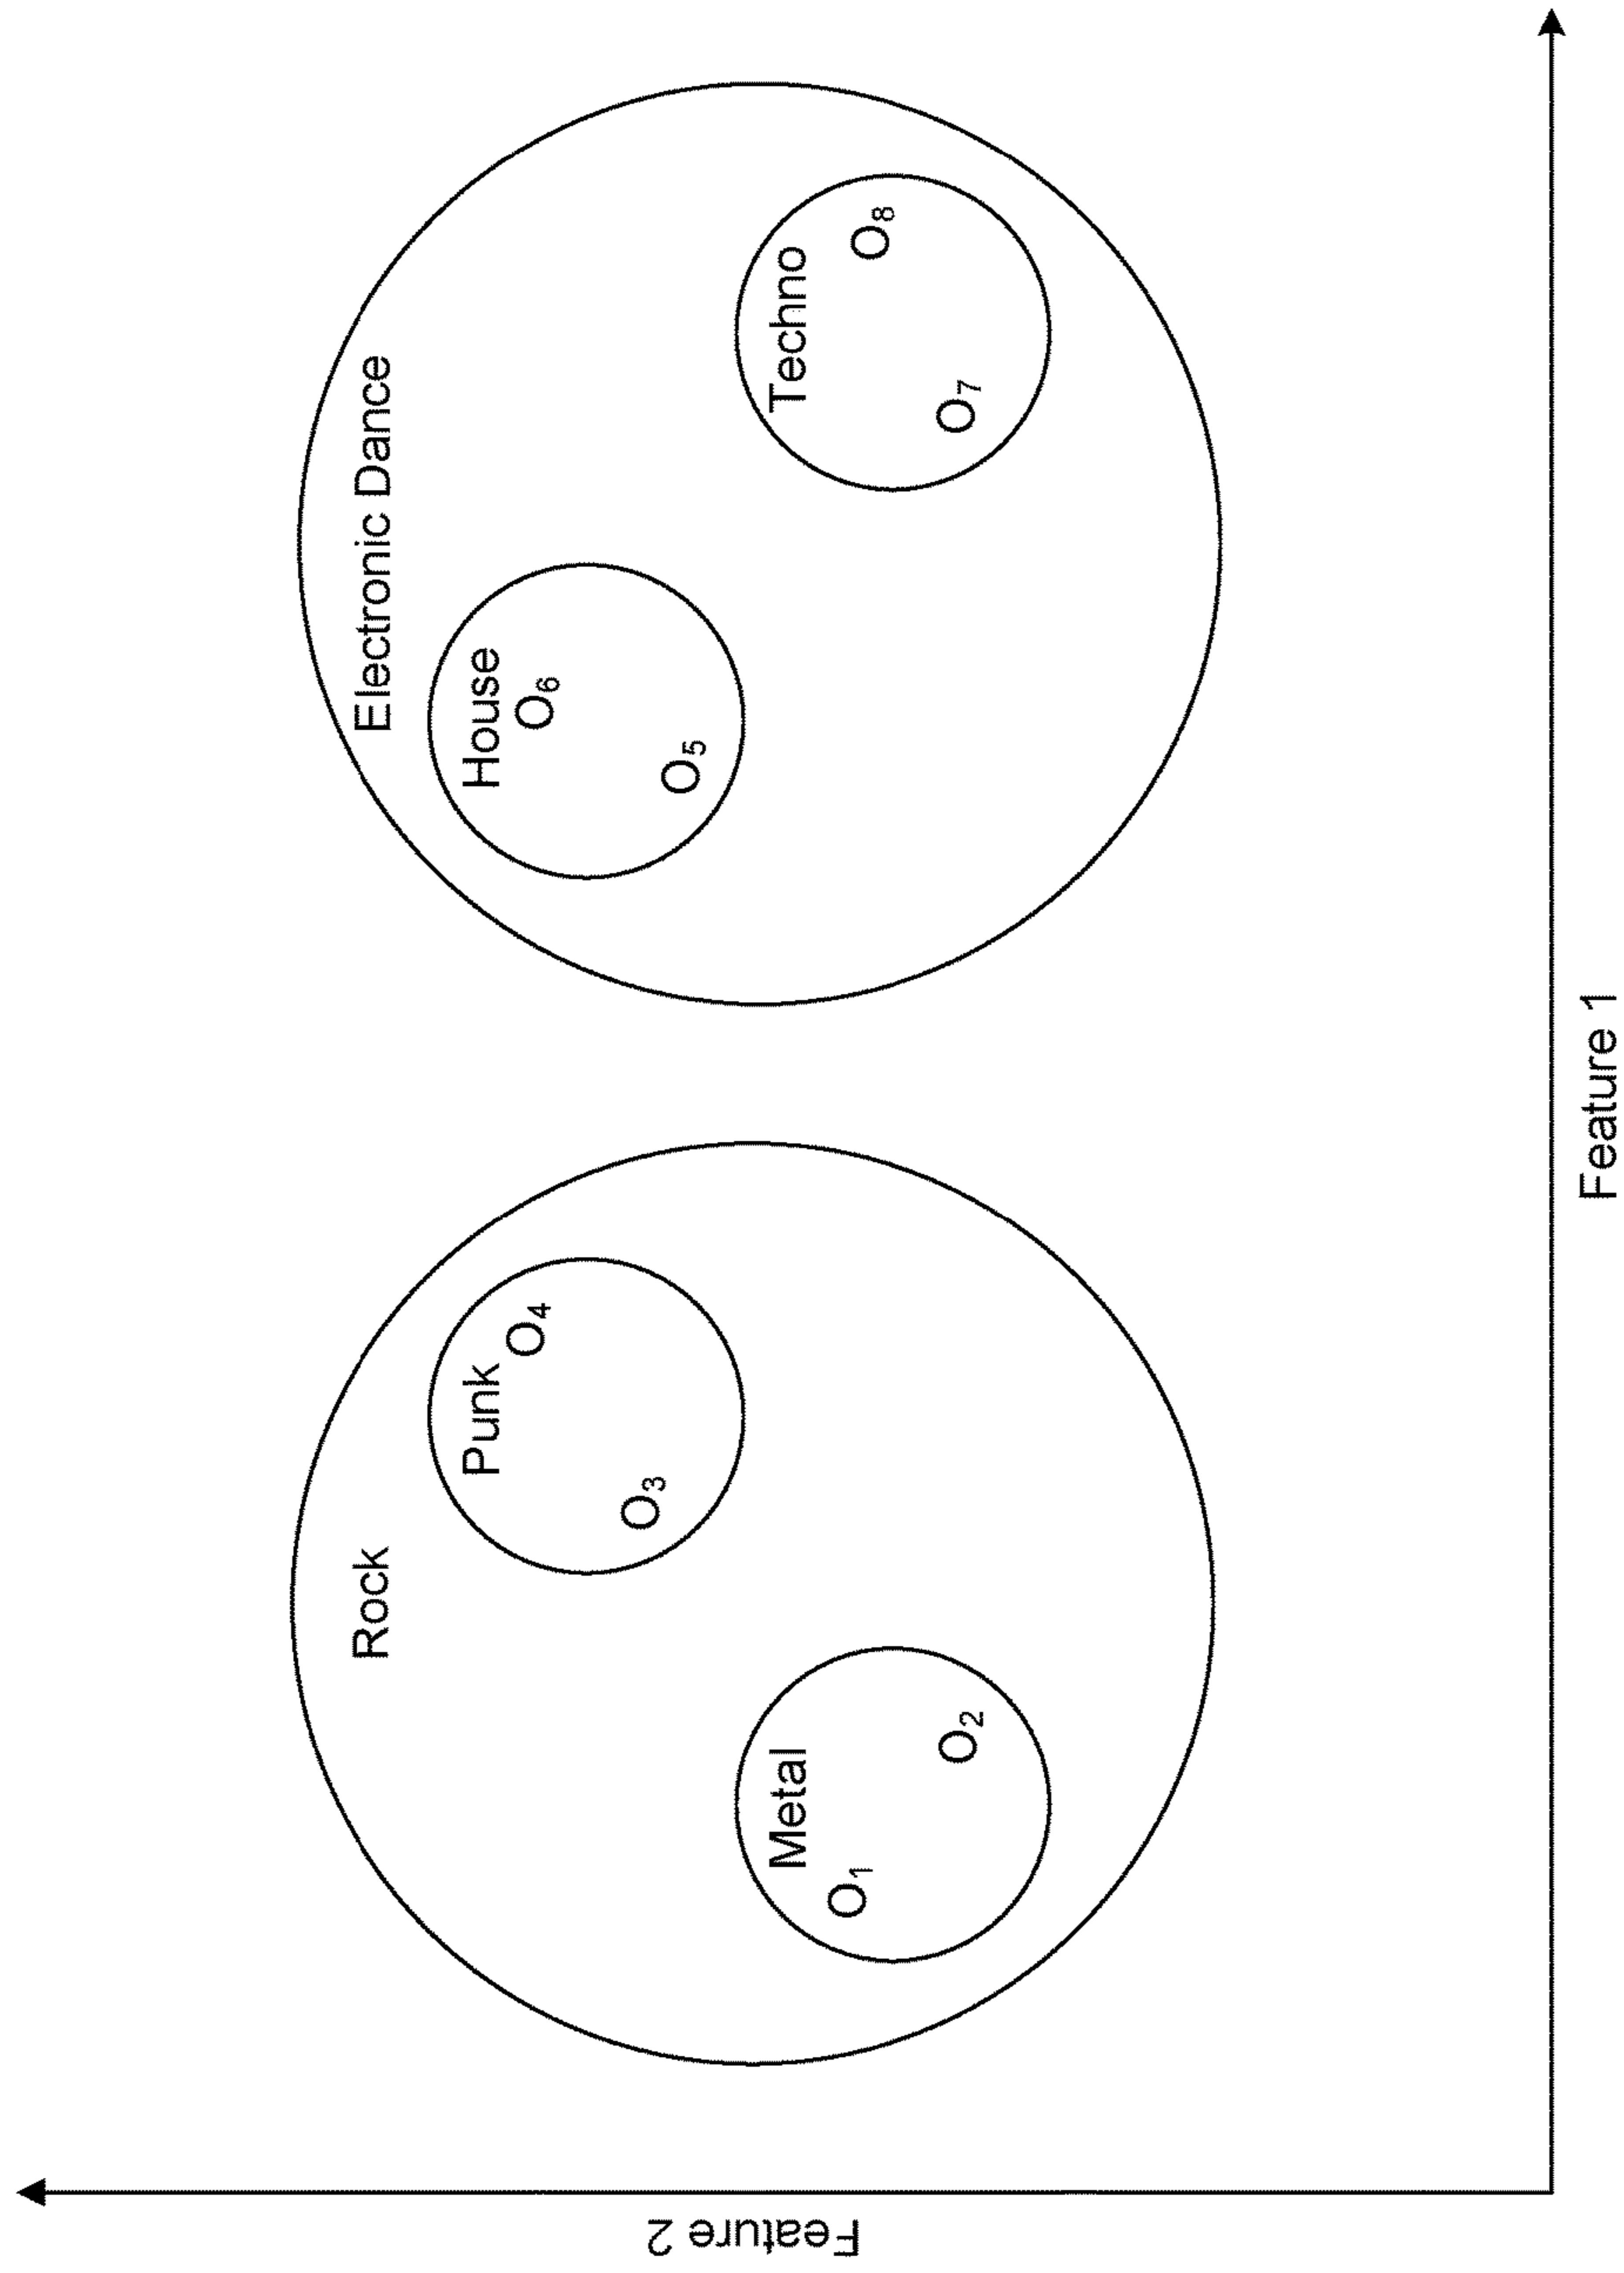 Feature 2
Rock
Electronic Dance
Punk
O4
O3
House
O6
O5
Metal
O1
O2
Techno
O8
O7
Feature 1